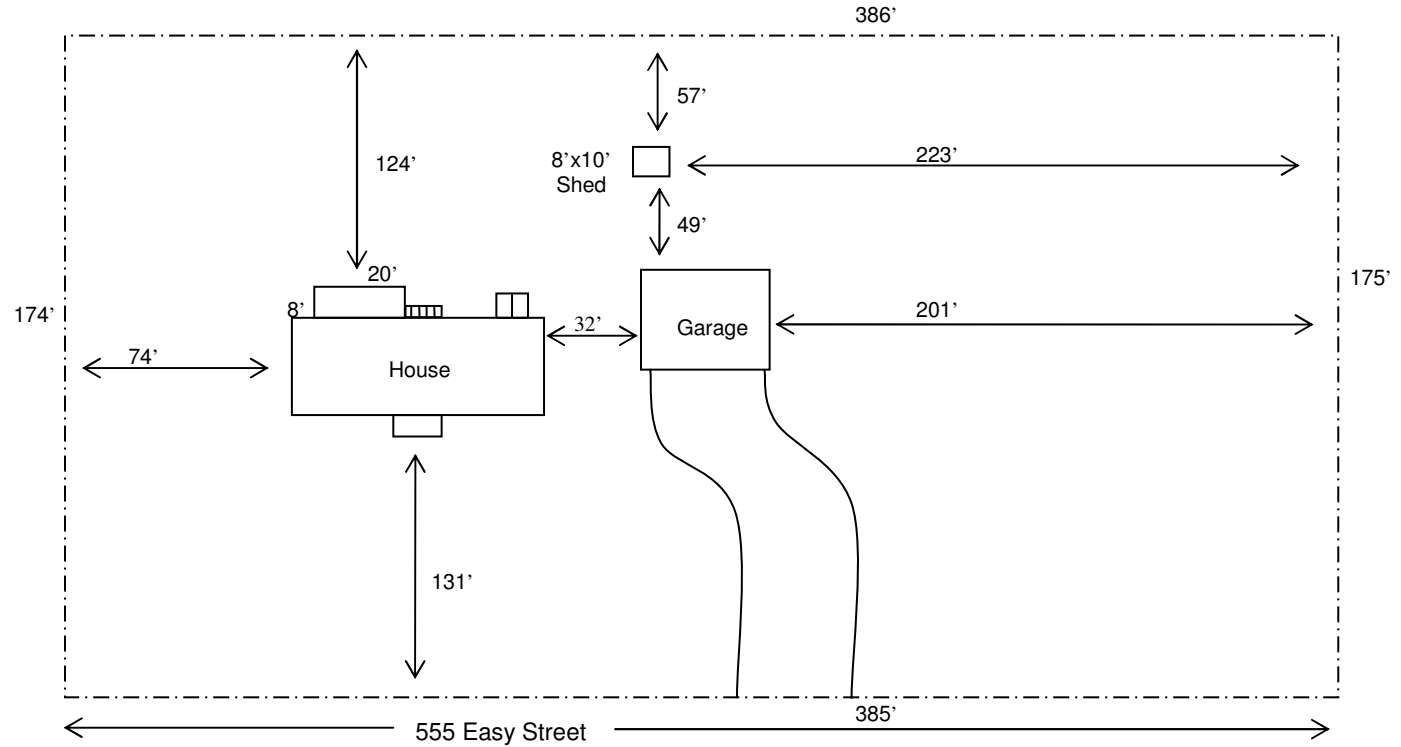 386’
57’
124’
8’x10’
Shed
223’
49’
20’
8’
174’
175’
201’
32’
Garage
74’
House
131’
385’
555 Easy Street